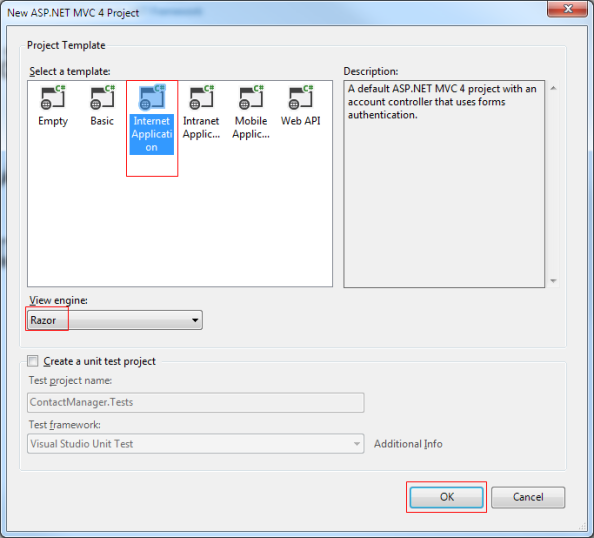 New ASP.NET MVC 4 Project
Project Template
Select a template:
Description:
C# C# C# C# C# C#
Empty Basic Internet Applicati on Intranet Applic... Mobile Applic... Web API
A default ASP.NET MVC 4 project with an
account controller that uses forms
authentication.
View engine:
Razor
Create a unit test project
Test project name:
ContactManager.Tests
Test framework:
Visual Studio Unit Test
Additional Info
OK
Cancel